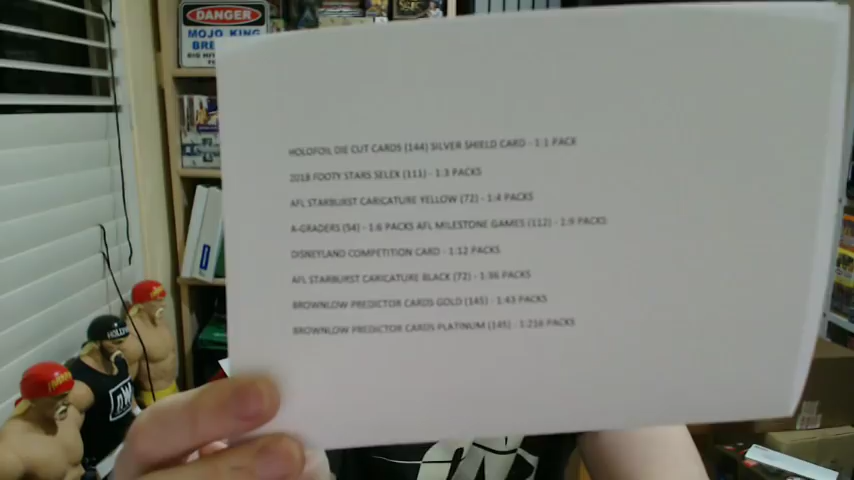 DANGER
MOJO KING
HOLOFOIL DIE CUT CARDS (144) SILVER SHIELD CARD - 1:1 PACK
2018 FOOTY STARS SELEX (111) - 1:3 PACKS
AFL STARBURST CARICATURE YELLOW (72) - 1:4 PACKS
A-GRADERS (54) - 1:6 PACKS AFL MILESTONE GAMES (112) - 1:9 PACKS
DISNEYLAND COMPETITION CARD - 1:12 PACKS
AFL STARBURST CARICATURE BLACK (72) - 1:36 PACKS
BROWNLOW PREDICTOR CARDS GOLD (145) - 1:43 PACKS
BROWNLOW PREDICTOR CARDS PLATINUM (145) - 1:216 PACKS